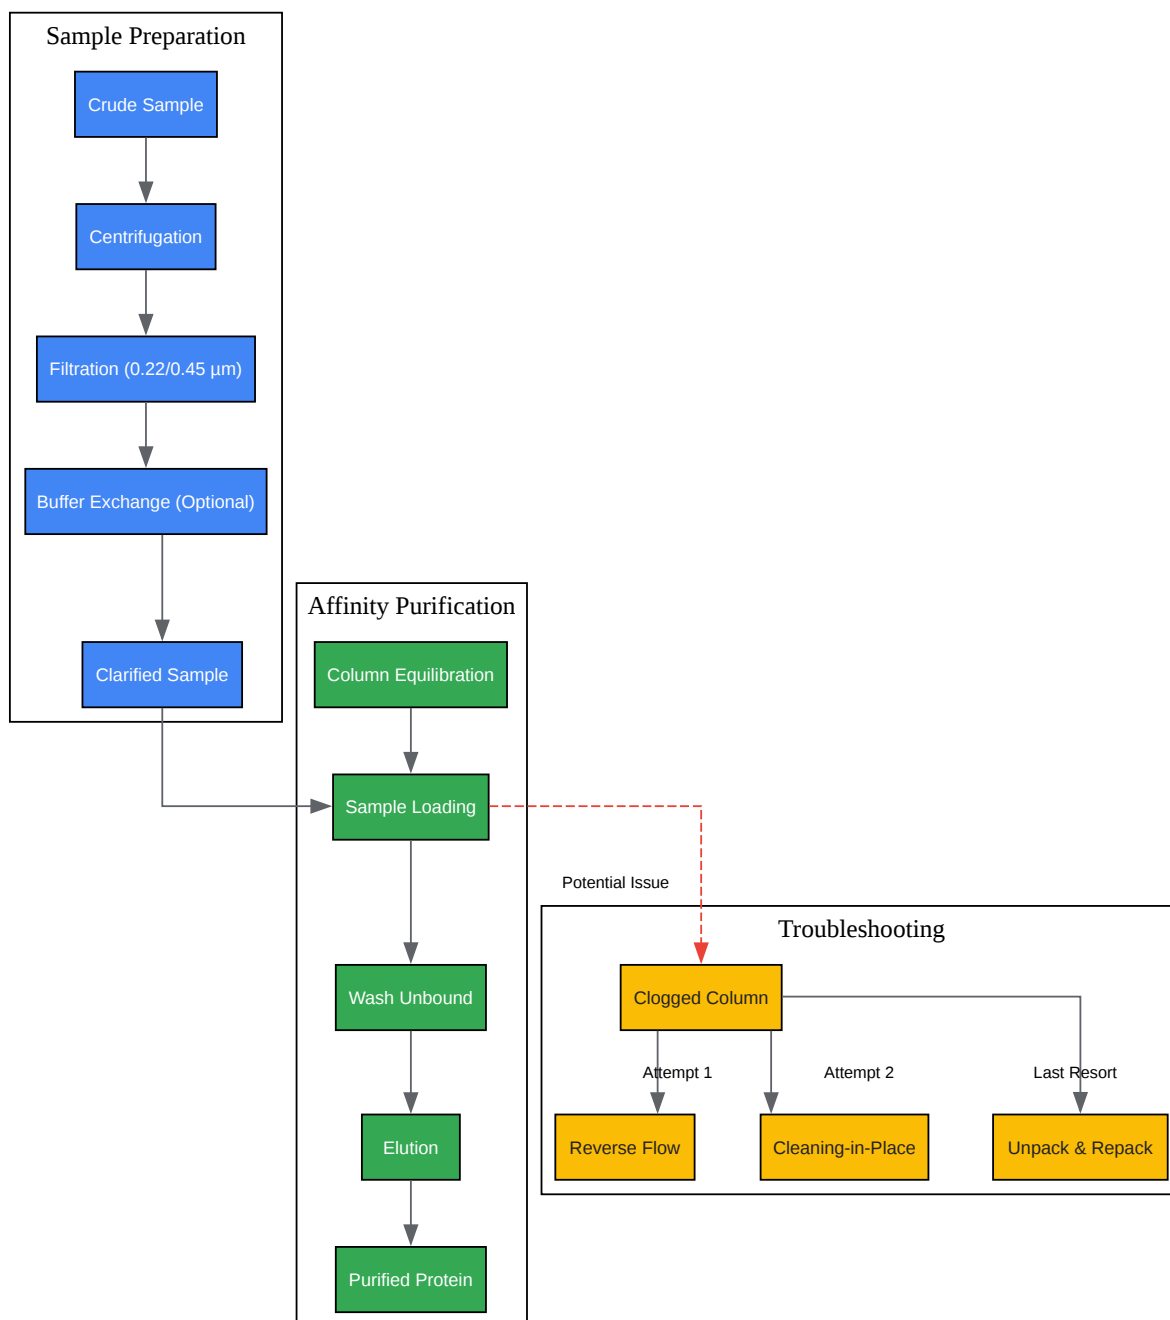 Sample Preparation
Crude Sample
Centrifugation
Filtration (0.22/0.45 µm)
Buffer Exchange (Optional)
Clarified Sample
Affinity Purification
Column Equilibration
Sample Loading
Wash Unbound
Elution
Purified Protein
Potential Issue
Troubleshooting
Clogged Column
Attempt 1
Attempt 2
Last Resort
Reverse Flow
Cleaning-in-Place
Unpack & Repack